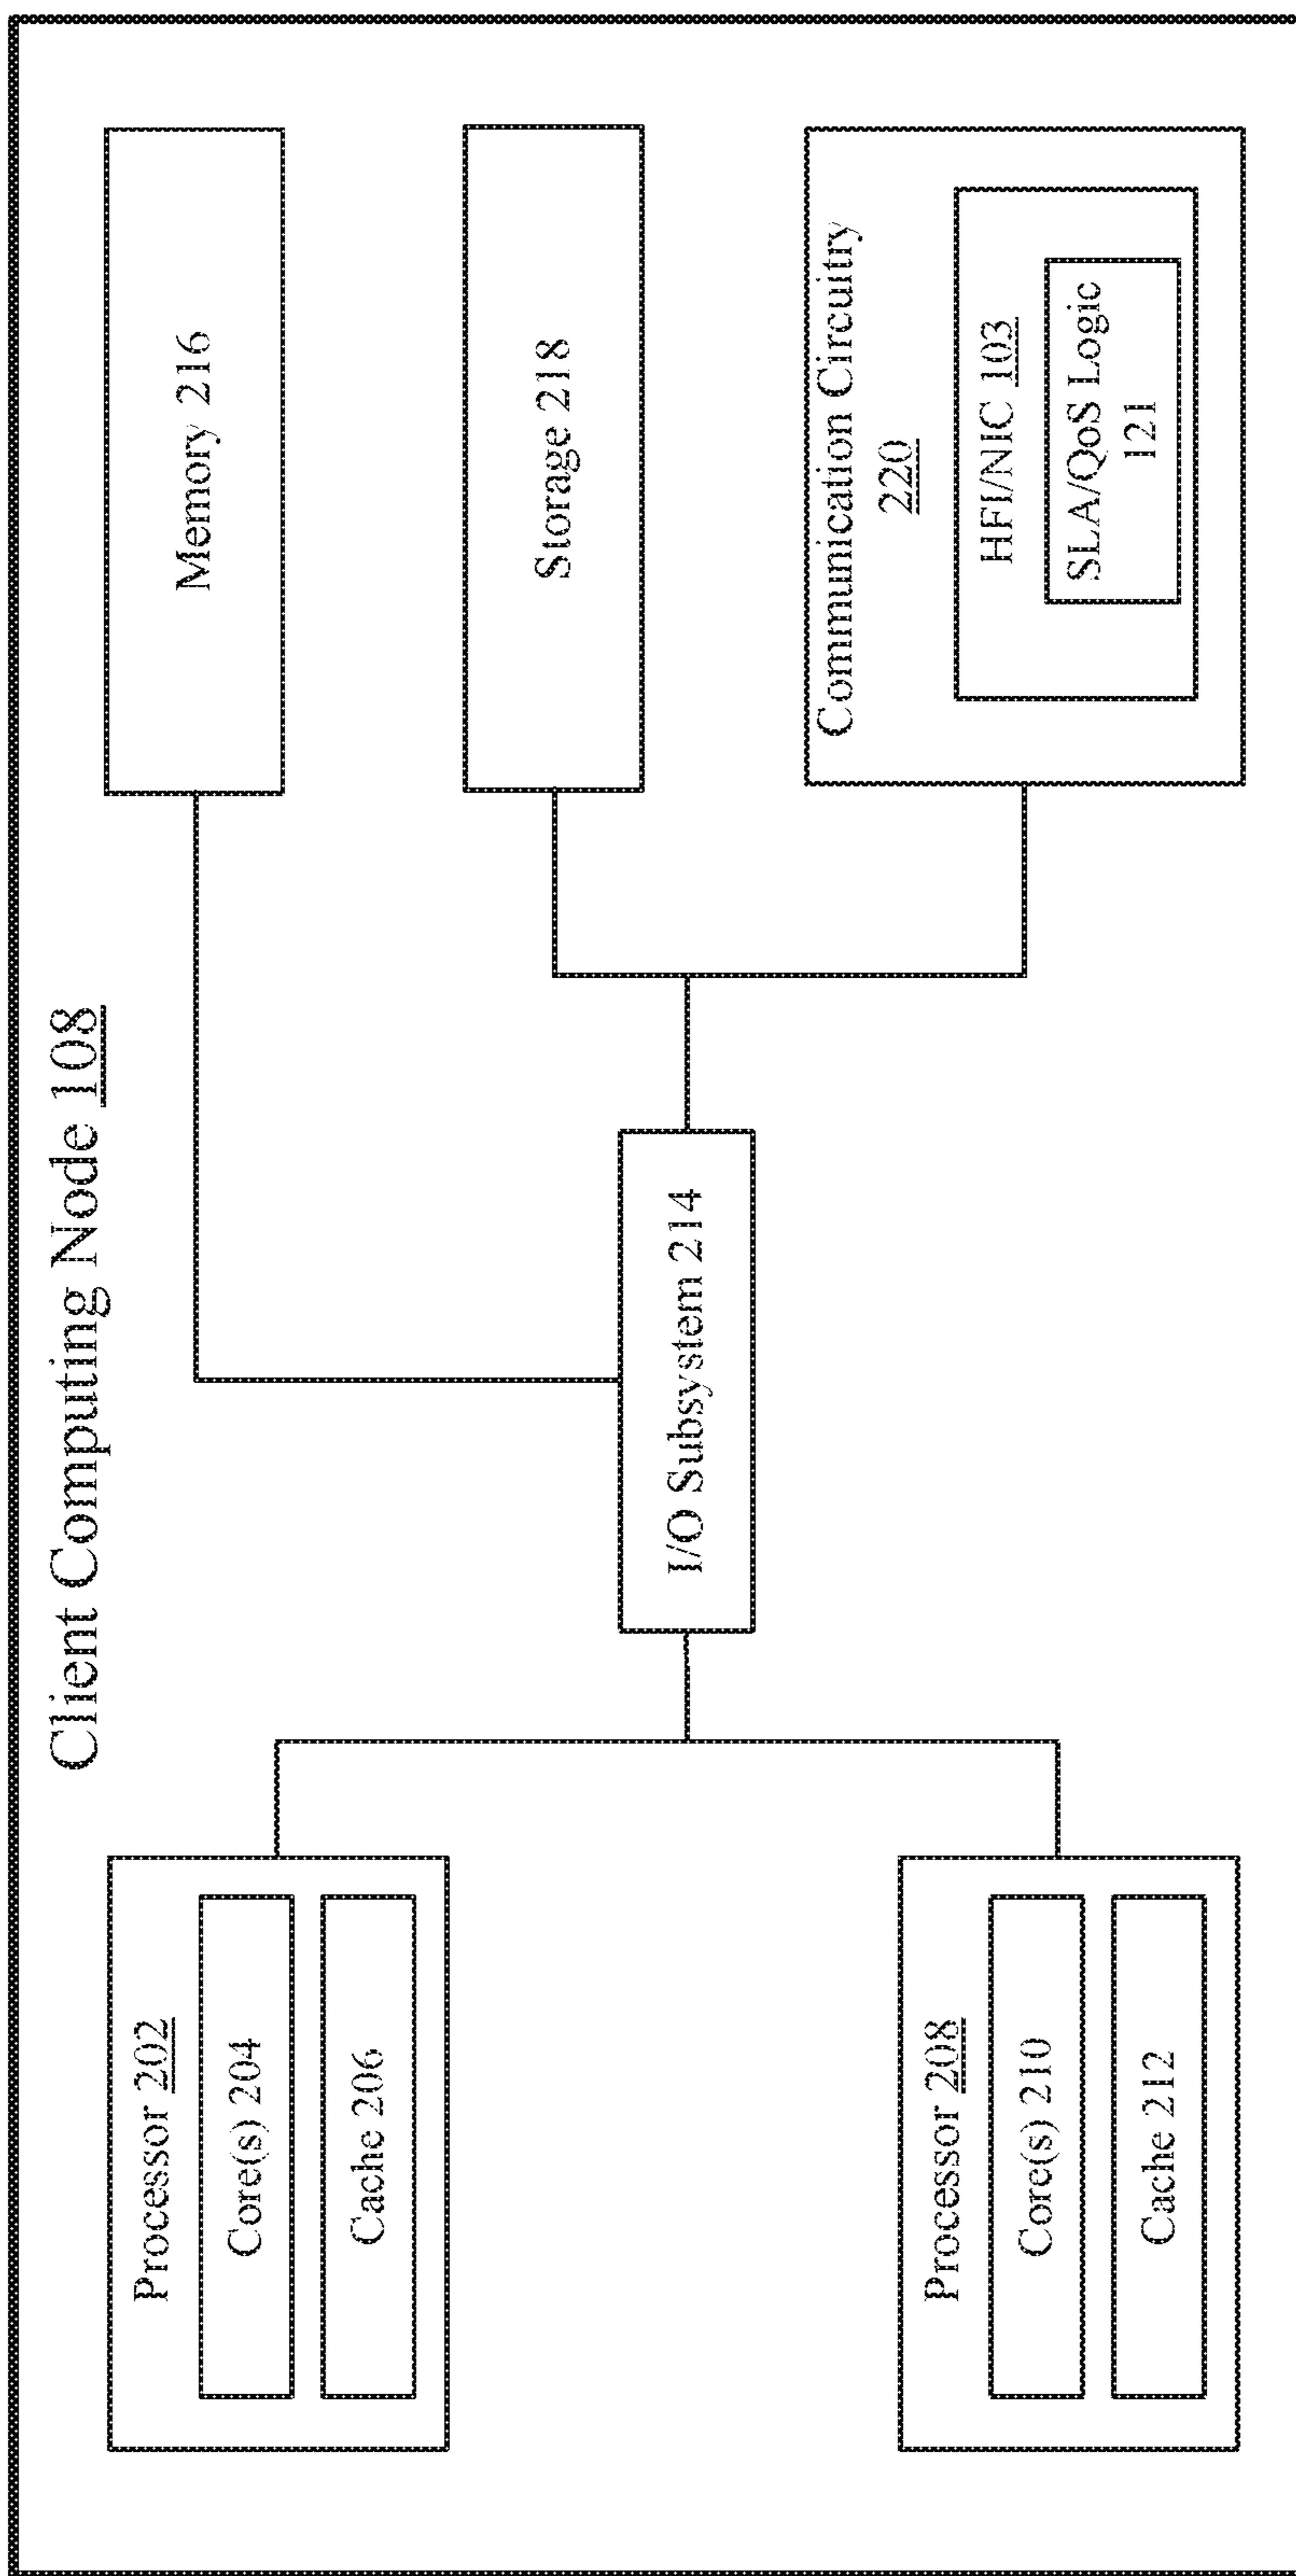 Client Computing Node 108
Processor 202
Core(s) 204
Cache 206
Processor 208
Core(s) 210
Cache 212
I/O Subsystem 214
Memory 216
Storage 218
Communication Circuitry
220
HFI/NIC 103
SLA/QoS Logic
121